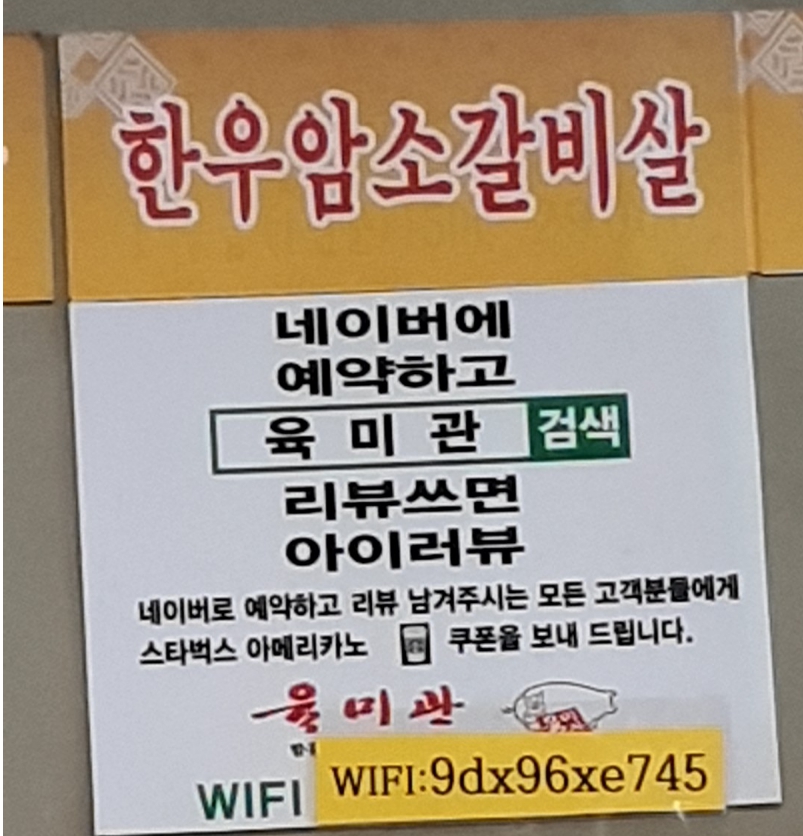 한우암소갈비살
네이버에
예약하고
육미관 검색
리뷰쓰면
아이러뷰
네이버로 예약하고 리뷰 남겨주시는 모든 고객분들에게
스타벅스 아메리카노 쿠폰을 보내 드립니다.
육미관
WIFI WIFI:9dx96xe745